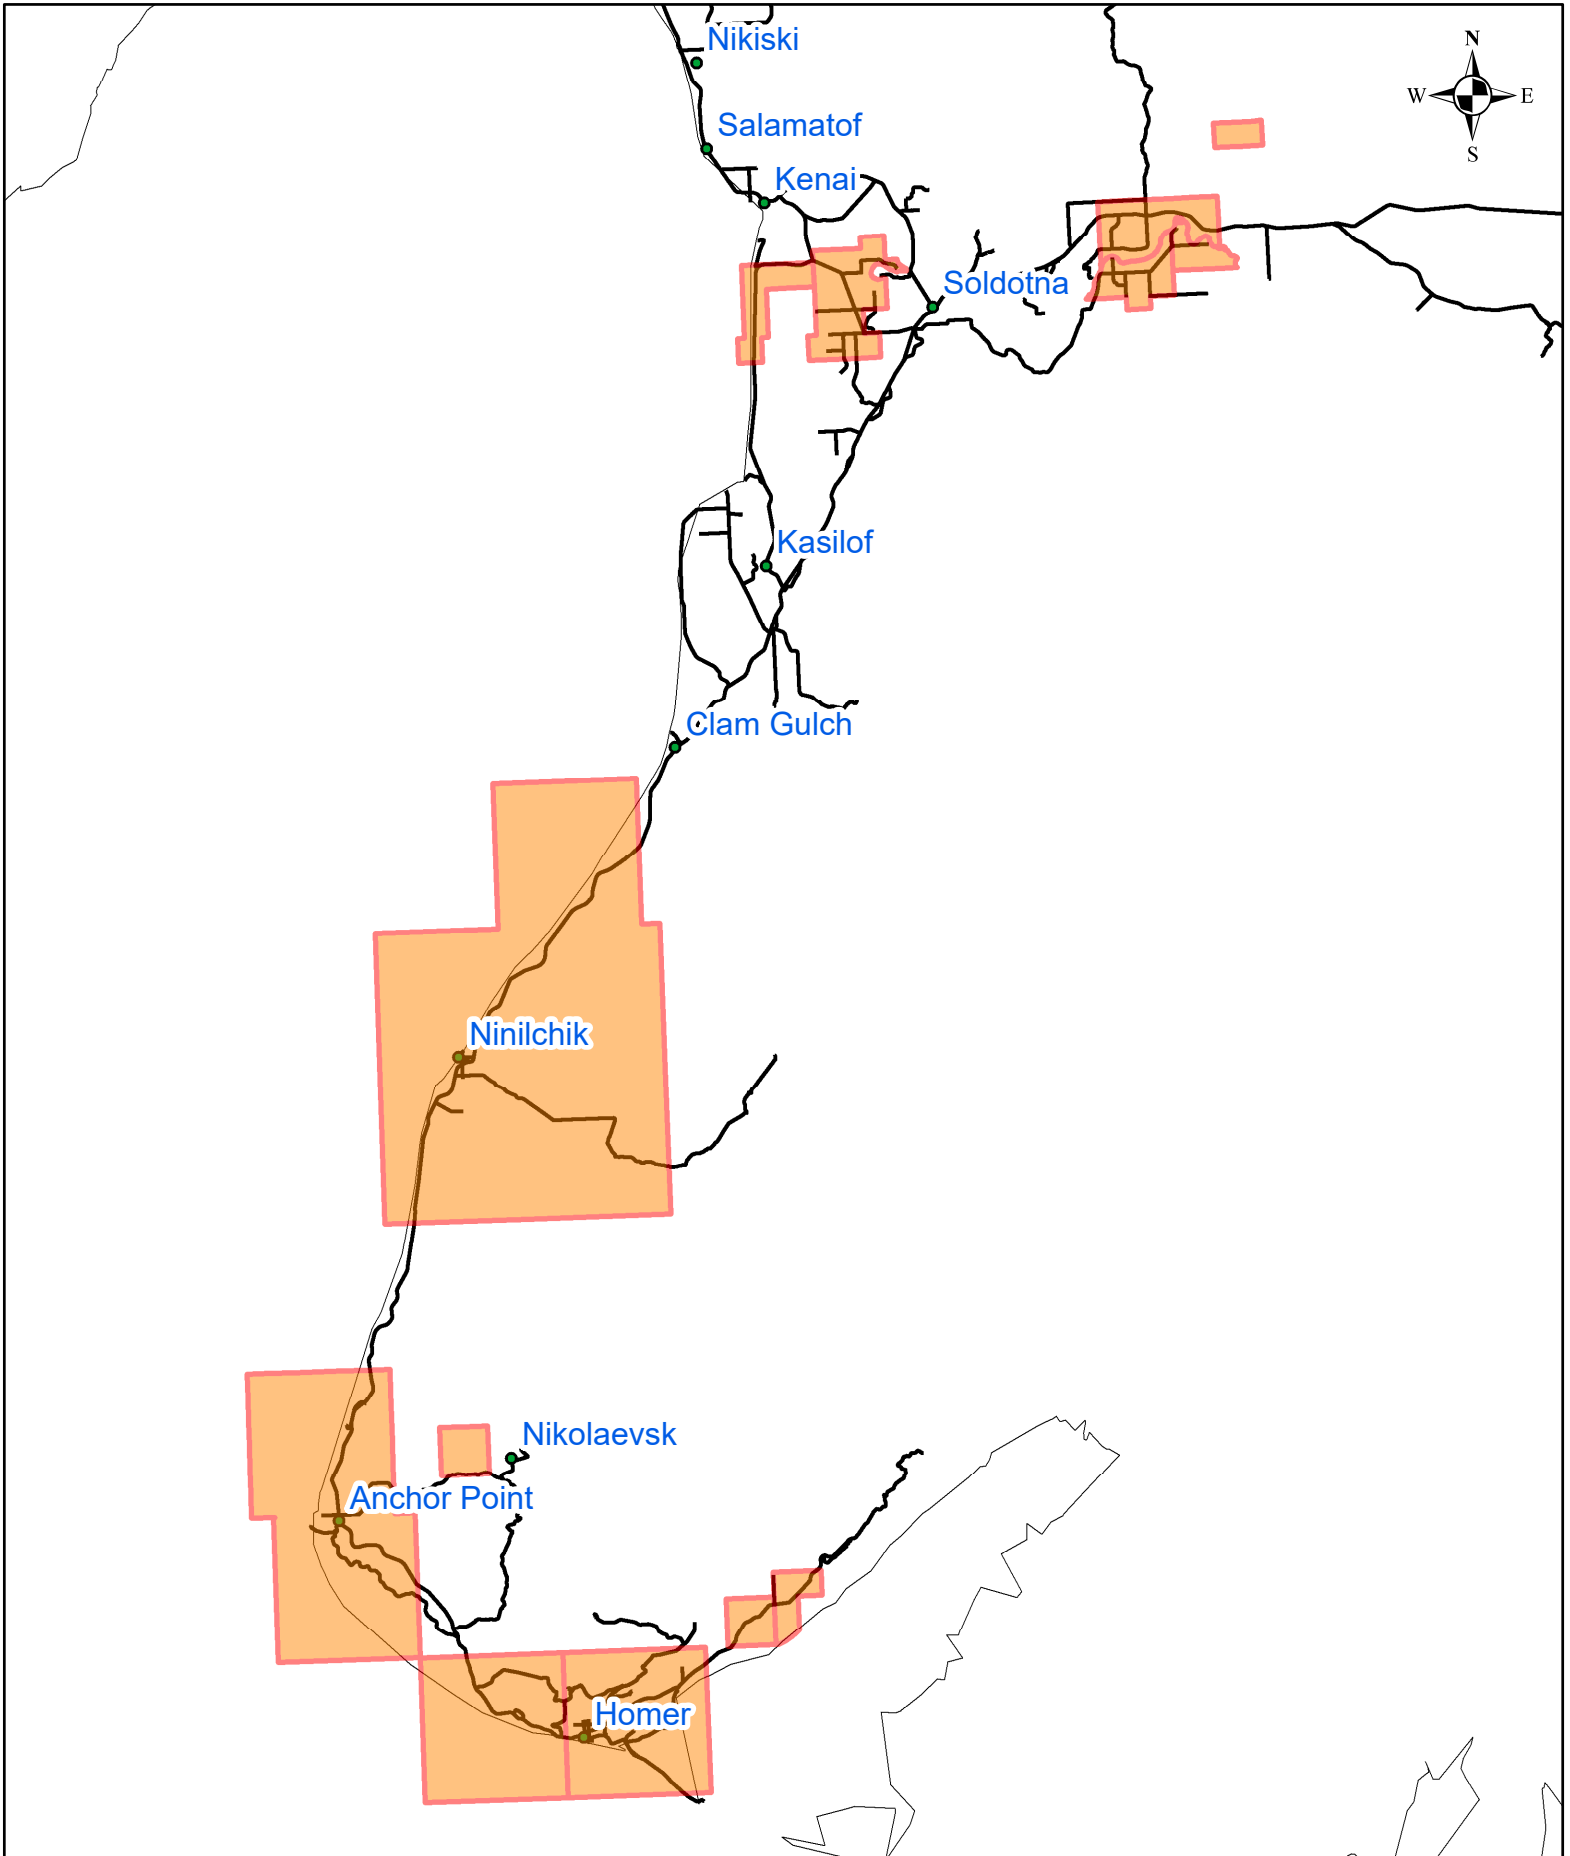 Nikiski
N
W
E
S
Salamatof
Kenai
Soldotna
Kasilof
Clam Gulch
Ninilchik
Nikolaevsk
Anchor Point
Homer